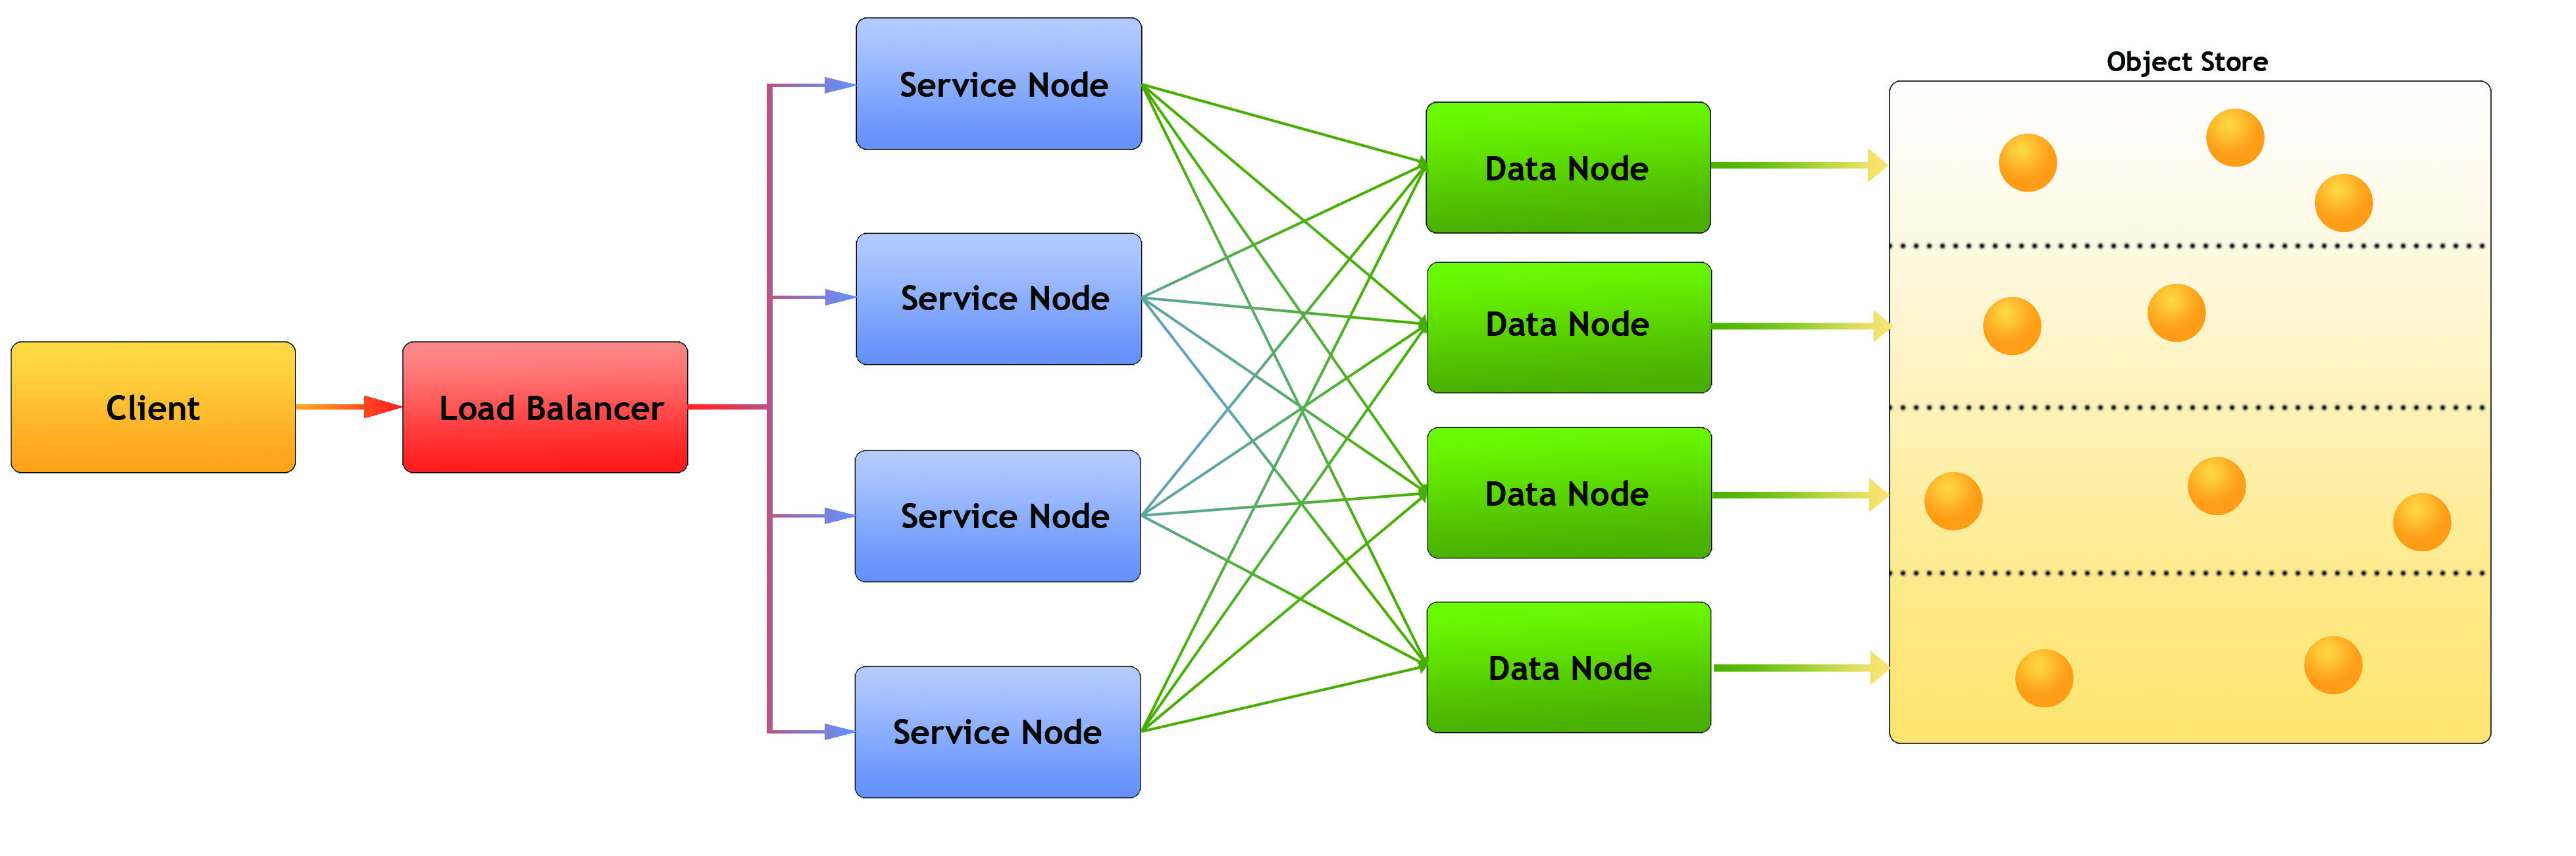 Client
Load Balancer
Service Node
Service Node
Service Node
Service Node
Data Node
Data Node
Data Node
Data Node
Object Store